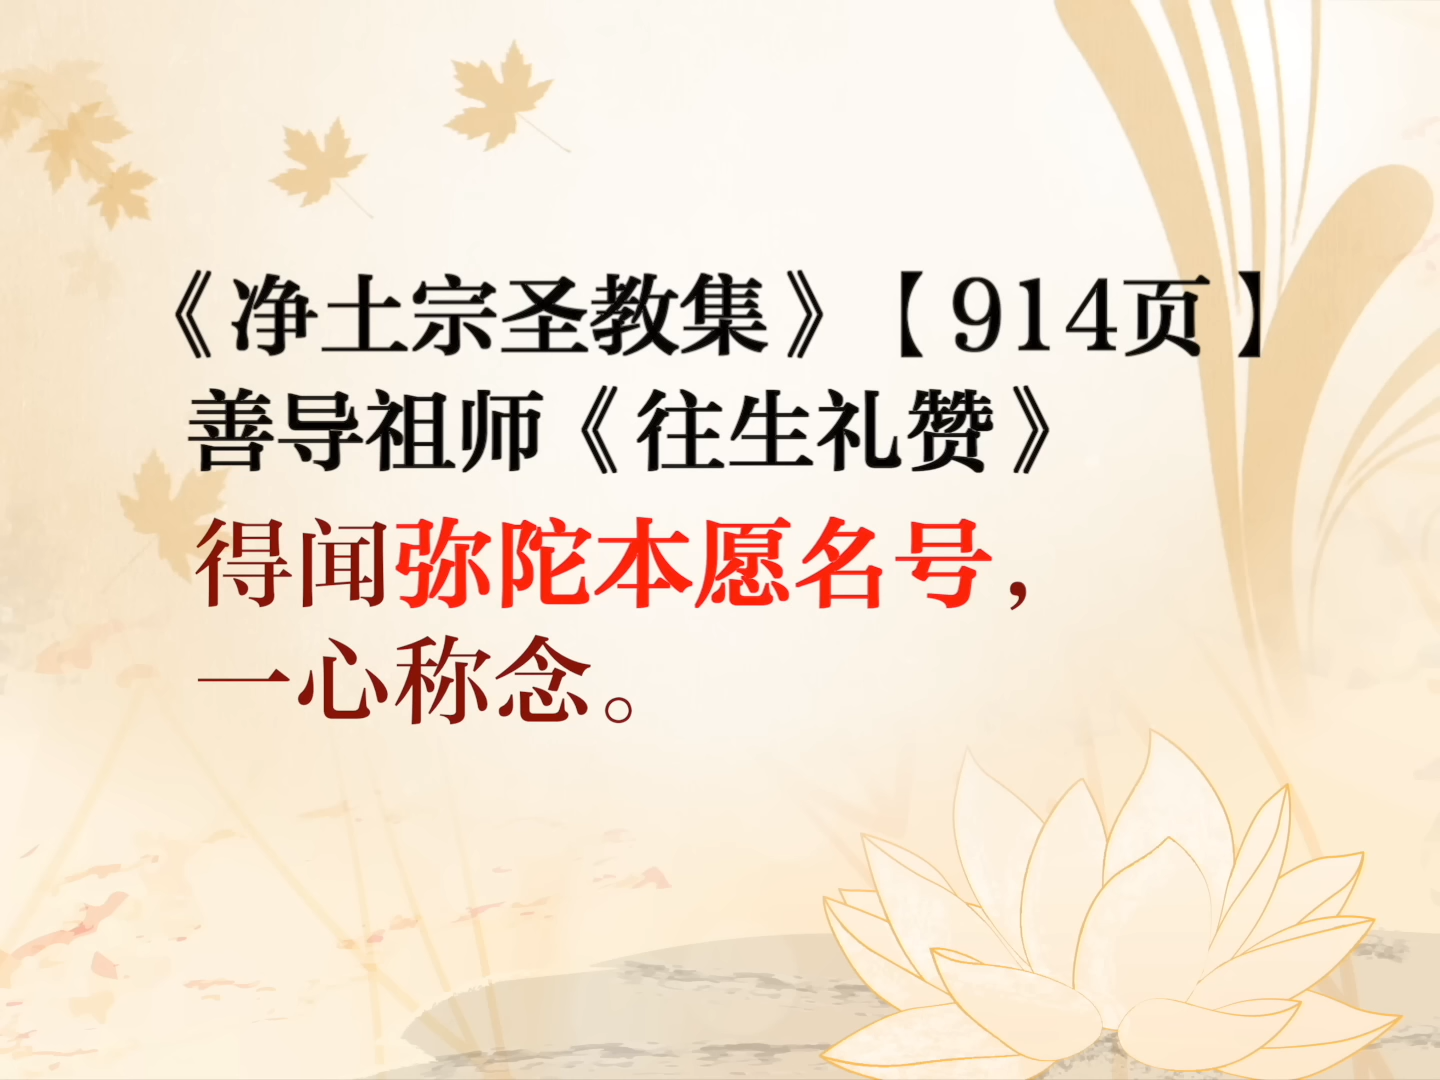 《净土宗圣教集》【914页】
善导祖师《往生礼赞》
得闻弥陀本愿名号，
一心称念。